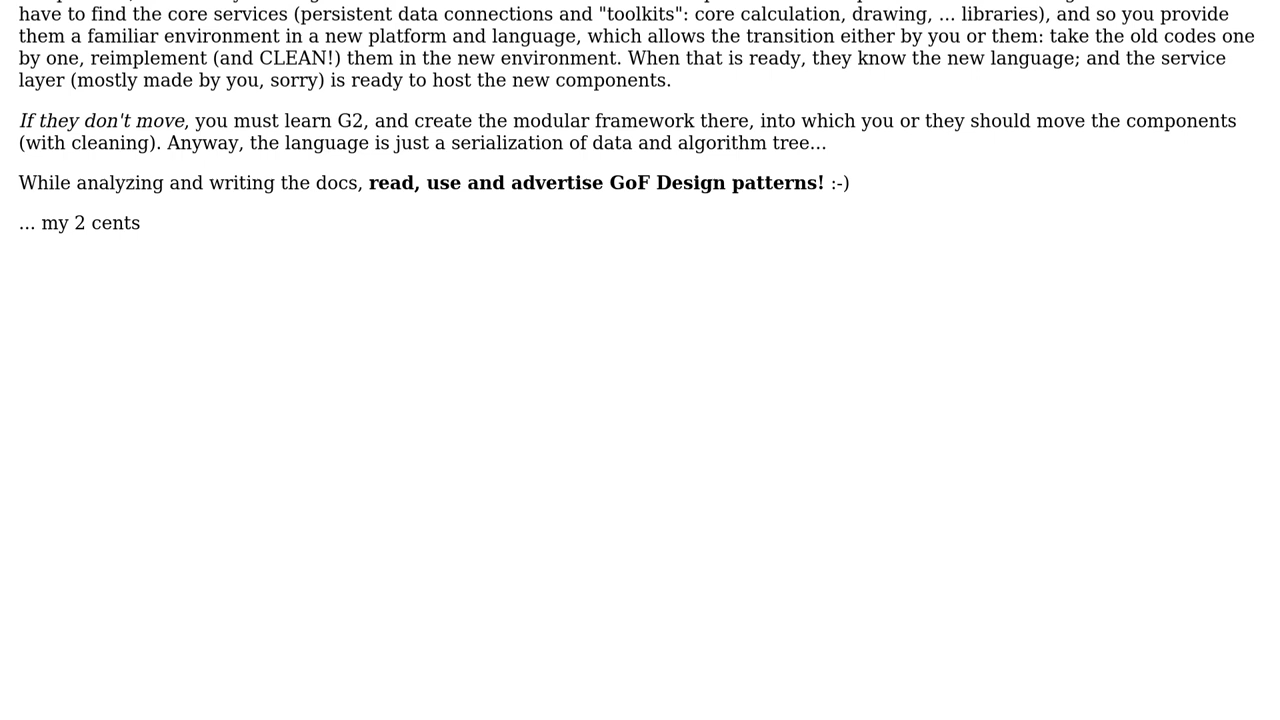 have to find the core services (persistent data connections and "toolkits": core calculation, drawing, ... libraries), and so you provide
them a familiar environment in a new platform and language, which allows the transition either by you or them: take the old codes one
by one, reimplement (and CLEAN!) them in the new environment. When that is ready, they know the new language; and the service
layer (mostly made by you, sorry) is ready to host the new components.
If they don't move, you must learn G2, and create the modular framework there, into which you or they should move the components
(with cleaning). Anyway, the language is just a serialization of data and algorithm tree...
While analyzing and writing the docs, read, use and advertise GoF Design patterns! :-)
... my 2 cents